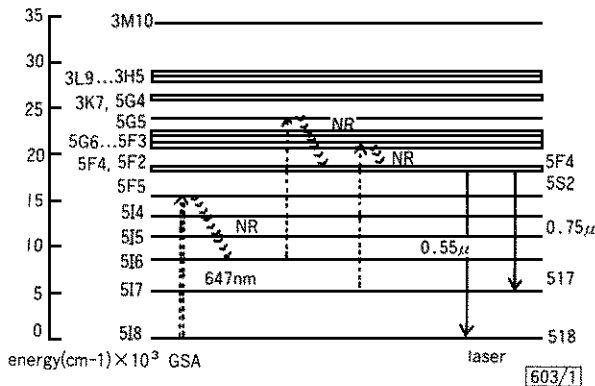 35
3M10
30
3L9...3H5
3K7, 5G4
25
5G5
NR
5G6...5F3
20
NR
5F4, 5F2
5F4
5F5
5S2
15
5I4
NR
0.75μ
10
5I5
0.55μ
5I6
647nm
517
5
5I7
0
5I8
518
energy(cm-1)×10³ GSA
laser
603/1